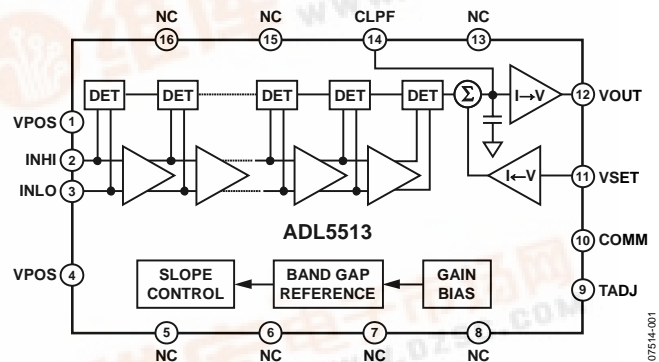 NC NC CLPF NC
16 15 14 13
DET DET DET DET DET Σ I→V 12 VOUT
VPOS 1
INHI 2
INLO 3
I←V 11 VSET
ADL5513
10 COMM
VPOS 4
SLOPE CONTROL
BAND GAP REFERENCE
GAIN BIAS
9 TADJ
5 6 7 8
NC NC NC NC
07514-001